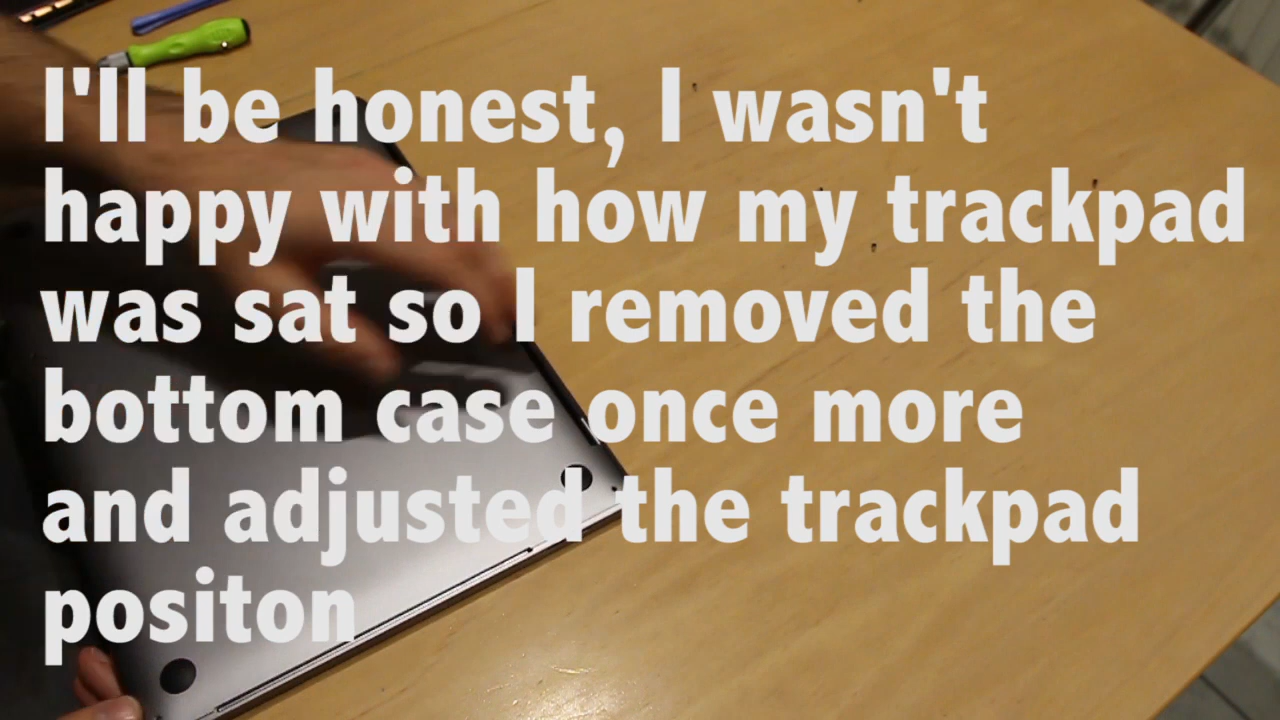 I'll be honest, I wasn't
happy with how my trackpad
was sat so I removed the
bottom case once more
and adjusted the trackpad
positon